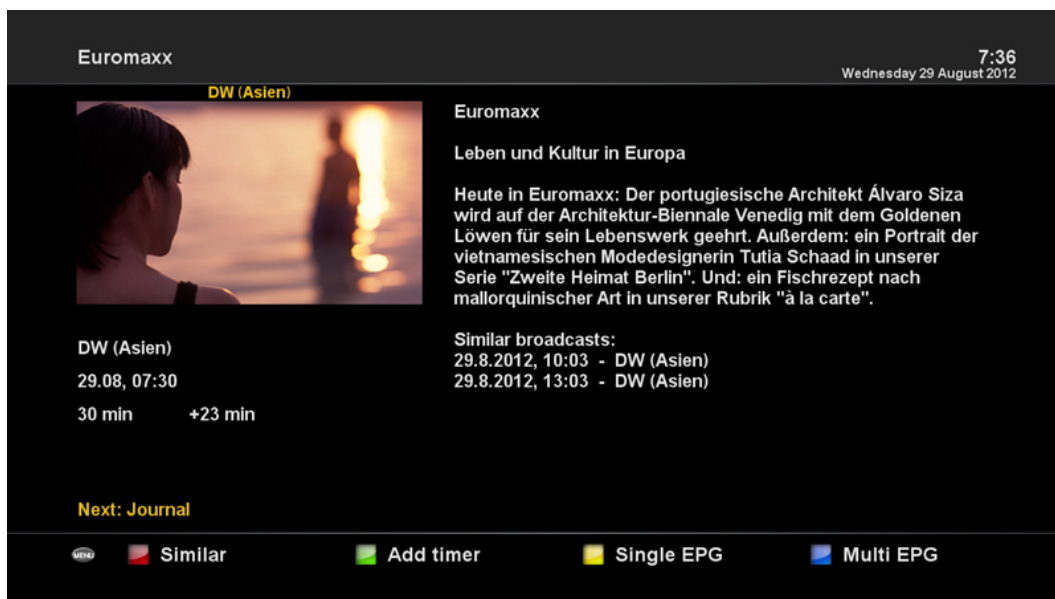 Euromaxx
7:36
Wednesday 29 August 2012
DW (Asien)
Euromaxx
Leben und Kultur in Europa
Heute in Euromaxx: Der portugiesische Architekt Álvaro Siza
wird auf der Architektur-Biennale Venedig mit dem Goldenen
Löwen für sein Lebenswerk geehrt. Außerdem: ein Portrait der
vietnamesischen Modedesignerin Tutia Schaad in unserer
Serie "Zweite Heimat Berlin". Und: ein Fischrezept nach
mallorquinischer Art in unserer Rubrik "à la carte".
Similar broadcasts:
29.8.2012, 10:03 - DW (Asien)
29.8.2012, 13:03 - DW (Asien)
DW (Asien)
29.08, 07:30
30 min +23 min
Next: Journal
MENU Similar Add timer Single EPG Multi EPG